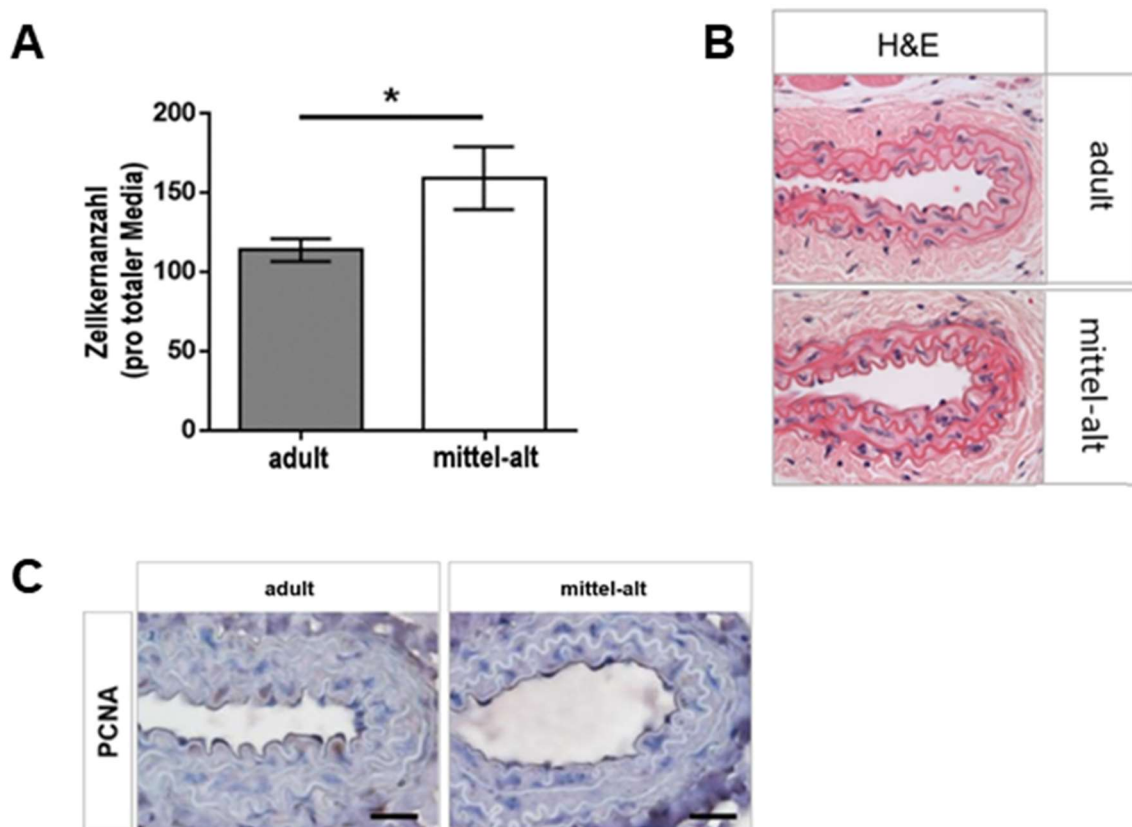 A
Zellkernanzahl
(pro totaler Media)
200
150
100
50
0
*
adult
mittel-alt
B
H&E
adult
mittel-alt
C
adult
mittel-alt
PCNA